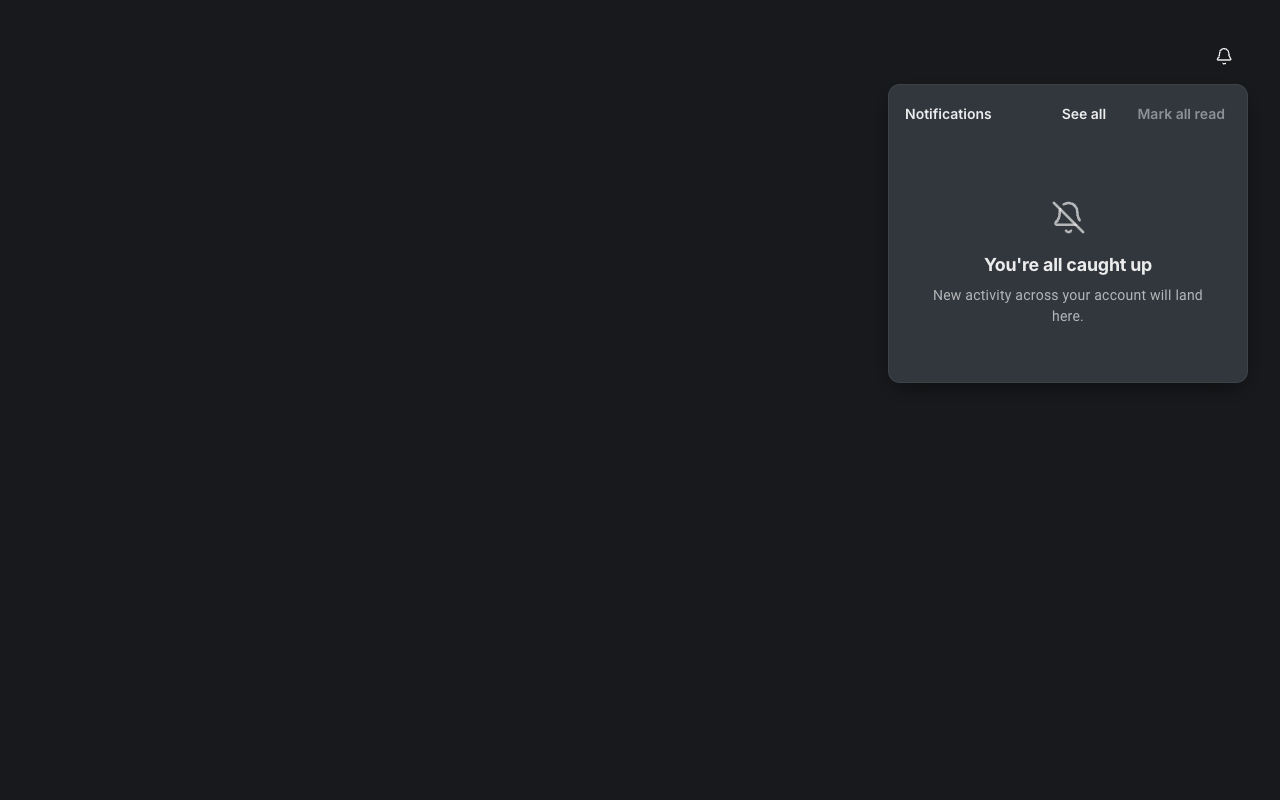 Notifications See all Mark all read
You're all caught up
New activity across your account will land
here.